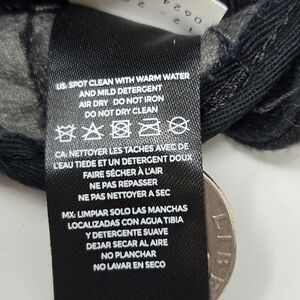 US: SPOT CLEAN WITH WARM WATER
AND MILD DETERGENT
AIR DRY DO NOT IRON
DO NOT DRY CLEAN
CA: NETTOYER LES TACHES AVEC DE
L'EAU TIEDE ET UN DETERGENT DOUX
FAIRE SÉCHER À L'AIR
NE PAS REPASSER
NE PAS NETTOYER A SEC
MX: LIMPIAR SOLO LAS MANCHAS
LOCALIZADAS CON AGUA TIBIA
Y DETERGENTE SUAVE
DEJAR SECAR AL AIRE
NO PLANCHAR
NO LAVAR EN SECO